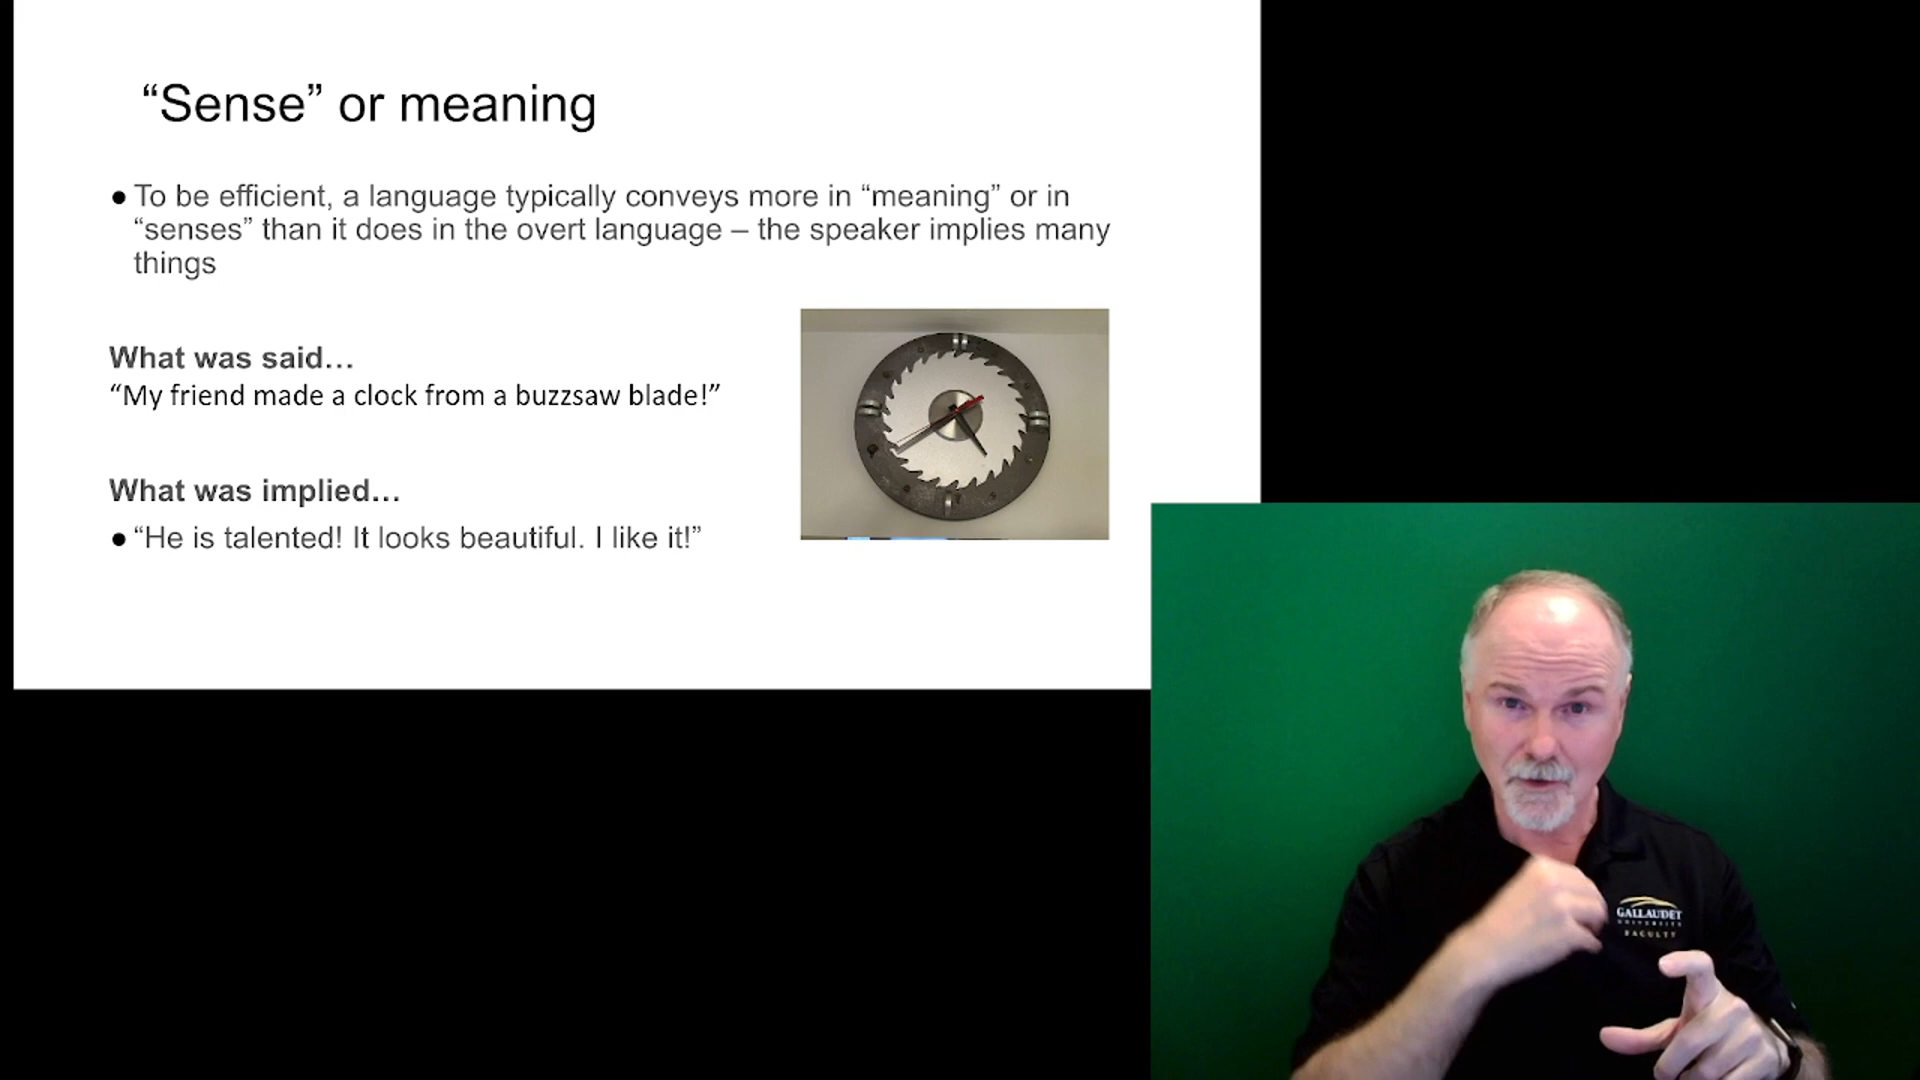 “Sense” or meaning
● To be efficient, a language typically conveys more in “meaning” or in
“senses” than it does in the overt language – the speaker implies many
things
What was said…
“My friend made a clock from a buzzsaw blade!”
What was implied…
● “He is talented! It looks beautiful. I like it!”
GALLAUDET
UNIVERSITY
FACULTY